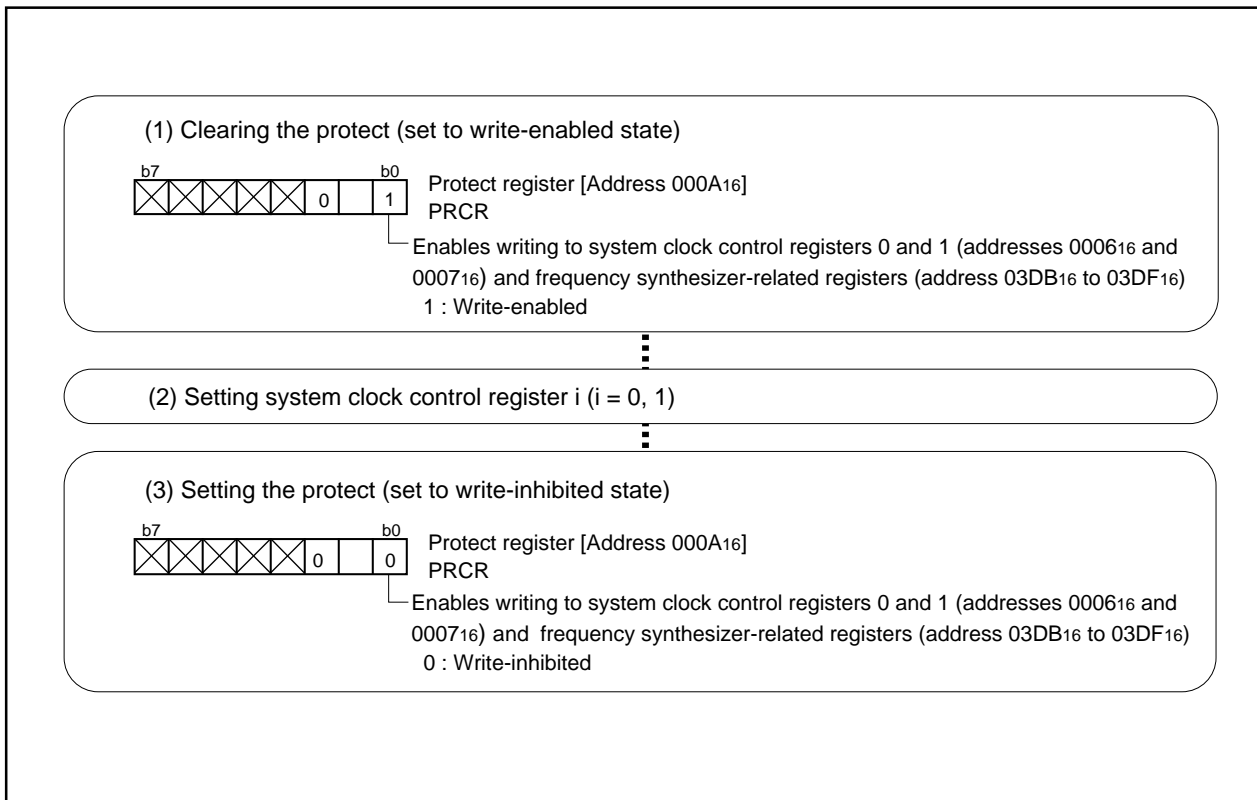 (1) Clearing the protect (set to write-enabled state)
b7 b0
0 1
Protect register [Address 000A16]
PRCR
Enables writing to system clock control registers 0 and 1 (addresses 000616 and
000716) and frequency synthesizer-related registers (address 03DB16 to 03DF16)
1 : Write-enabled
(2) Setting system clock control register i (i = 0, 1)
(3) Setting the protect (set to write-inhibited state)
b7 b0
0 0
Protect register [Address 000A16]
PRCR
Enables writing to system clock control registers 0 and 1 (addresses 000616 and
000716) and frequency synthesizer-related registers (address 03DB16 to 03DF16)
0 : Write-inhibited